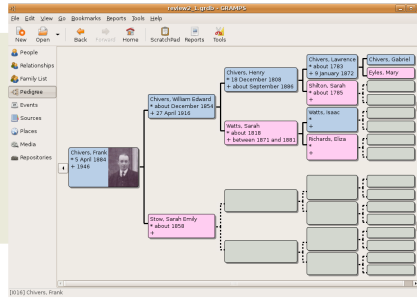 review2_1.grdb - GRAMPS
File Edit View Go Bookmarks Reports Tools Help
New Open Back Forward Home ScratchPad Reports Tools
People
Relationships
Family List
Pedigree
Events
Sources
Places
Media
Repositories
Chivers, Frank
* 5 April 1884
+ 1946
Chivers, William Edward
* about December 1854
+ 27 April 1916
Stow, Sarah Emily
* about 1858
+
Chivers, Henry
* 18 December 1808
+ about September 1886
Watts, Sarah
* about 1818
+ between 1871 and 1881
Chivers, Lawrence
* about 1783
+ 9 January 1872
Shilton, Sarah
* about 1785
+
Watts, Isaac
*
+
Richards, Eliza
*
+
Chivers, Gabriel
Eyles, Mary
[I016] Chivers, Frank